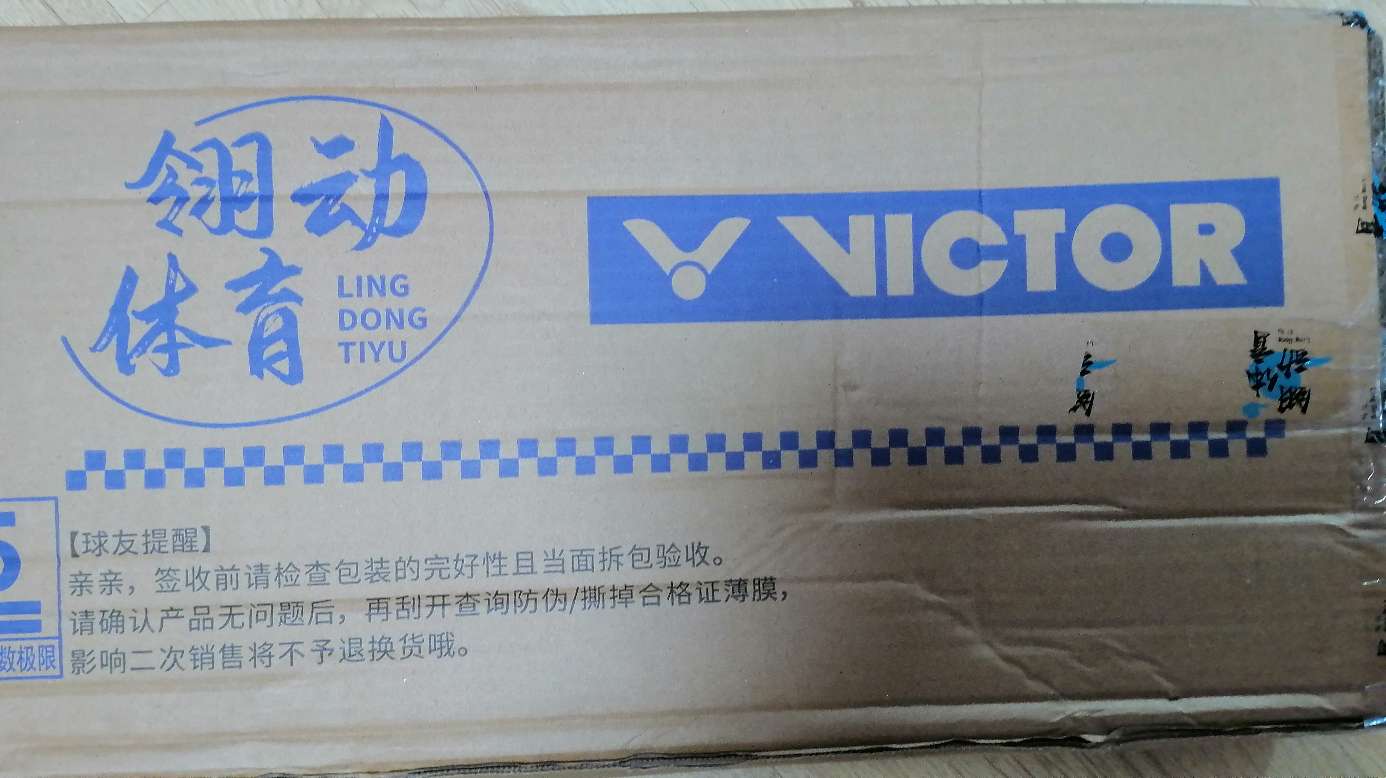 翎动
体育
LING
DONG
TIYU
VICTOR
【球友提醒】
亲亲，签收前请检查包装的完好性且当面拆包验收。
请确认产品无问题后，再刮开查询防伪/撕掉合格证薄膜，
影响二次销售将不予退换货哦。
数极限